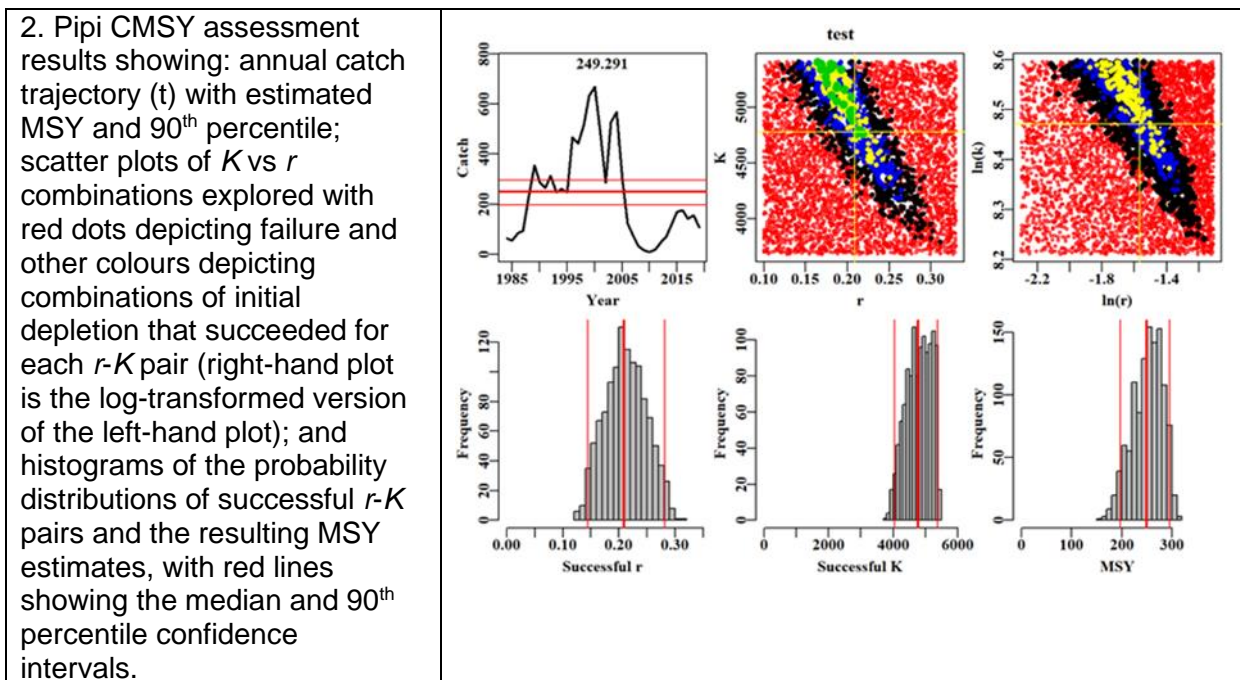 2. Pipi CMSY assessment
results showing: annual catch
trajectory (t) with estimated
MSY and 90th percentile;
scatter plots of K vs r
combinations explored with
red dots depicting failure and
other colours depicting
combinations of initial
depletion that succeeded for
each r-K pair (right-hand plot
is the log-transformed version
of the left-hand plot); and
histograms of the probability
distributions of successful r-K
pairs and the resulting MSY
estimates, with red lines
showing the median and 90th
percentile confidence
intervals.
test
249.291
Catch
0 200 400 600 800
1985 1995 2005 2015
Year
K
4000 4500 5000
0.10 0.15 0.20 0.25 0.30
r
ln(k)
8.2 8.3 8.4 8.5 8.6
-2.2 -1.8 -1.4
ln(r)
Frequency
0 20 40 60 80 120
0.00 0.10 0.20 0.30
Successful r
Frequency
0 20 40 60 80 100
0 2000 4000 6000
Successful K
Frequency
0 50 100 150
0 100 200 300
MSY